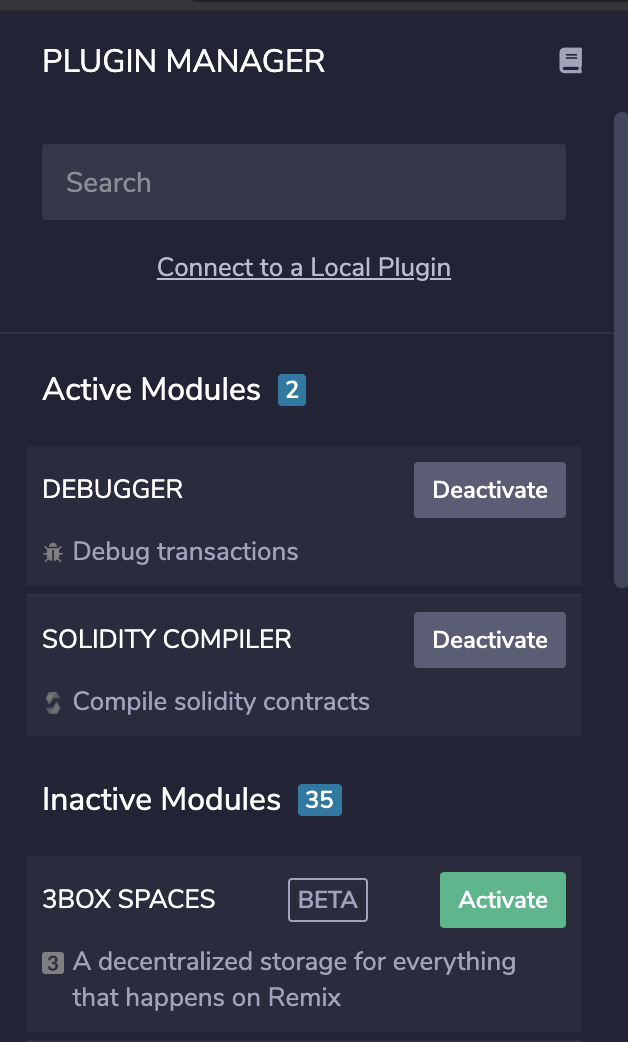 PLUGIN MANAGER
Search
Connect to a Local Plugin
Active Modules 2
DEBUGGER Deactivate
Debug transactions
SOLIDITY COMPILER Deactivate
Compile solidity contracts
Inactive Modules 35
3BOX SPACES BETA Activate
3 A decentralized storage for everything
that happens on Remix